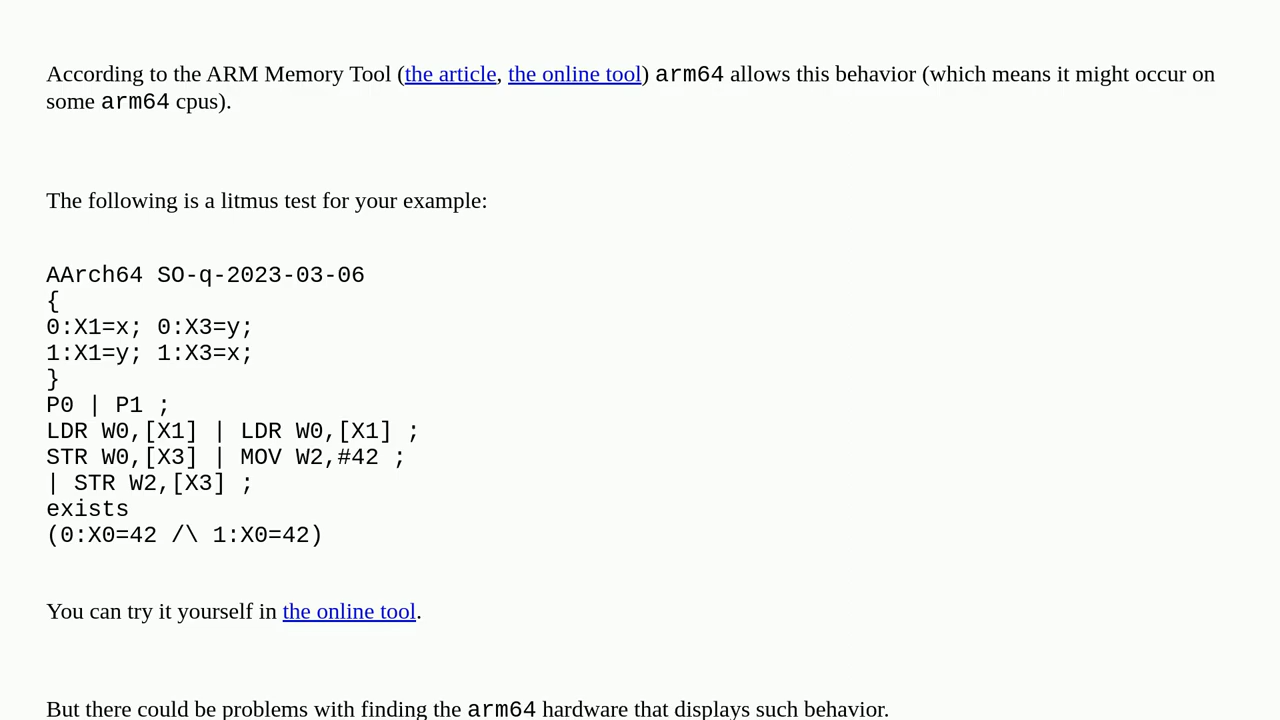 According to the ARM Memory Tool (the article, the online tool) arm64 allows this behavior (which means it might occur on
some arm64 cpus).
The following is a litmus test for your example:
AArch64 SO-q-2023-03-06
{
0:X1=x; 0:X3=y;
1:X1=y; 1:X3=x;
}
P0 | P1 ;
LDR W0,[X1] | LDR W0,[X1] ;
STR W0,[X3] | MOV W2,#42 ;
| STR W2,[X3] ;
exists
(0:X0=42 /\ 1:X0=42)
You can try it yourself in the online tool.
But there could be problems with finding the arm64 hardware that displays such behavior.